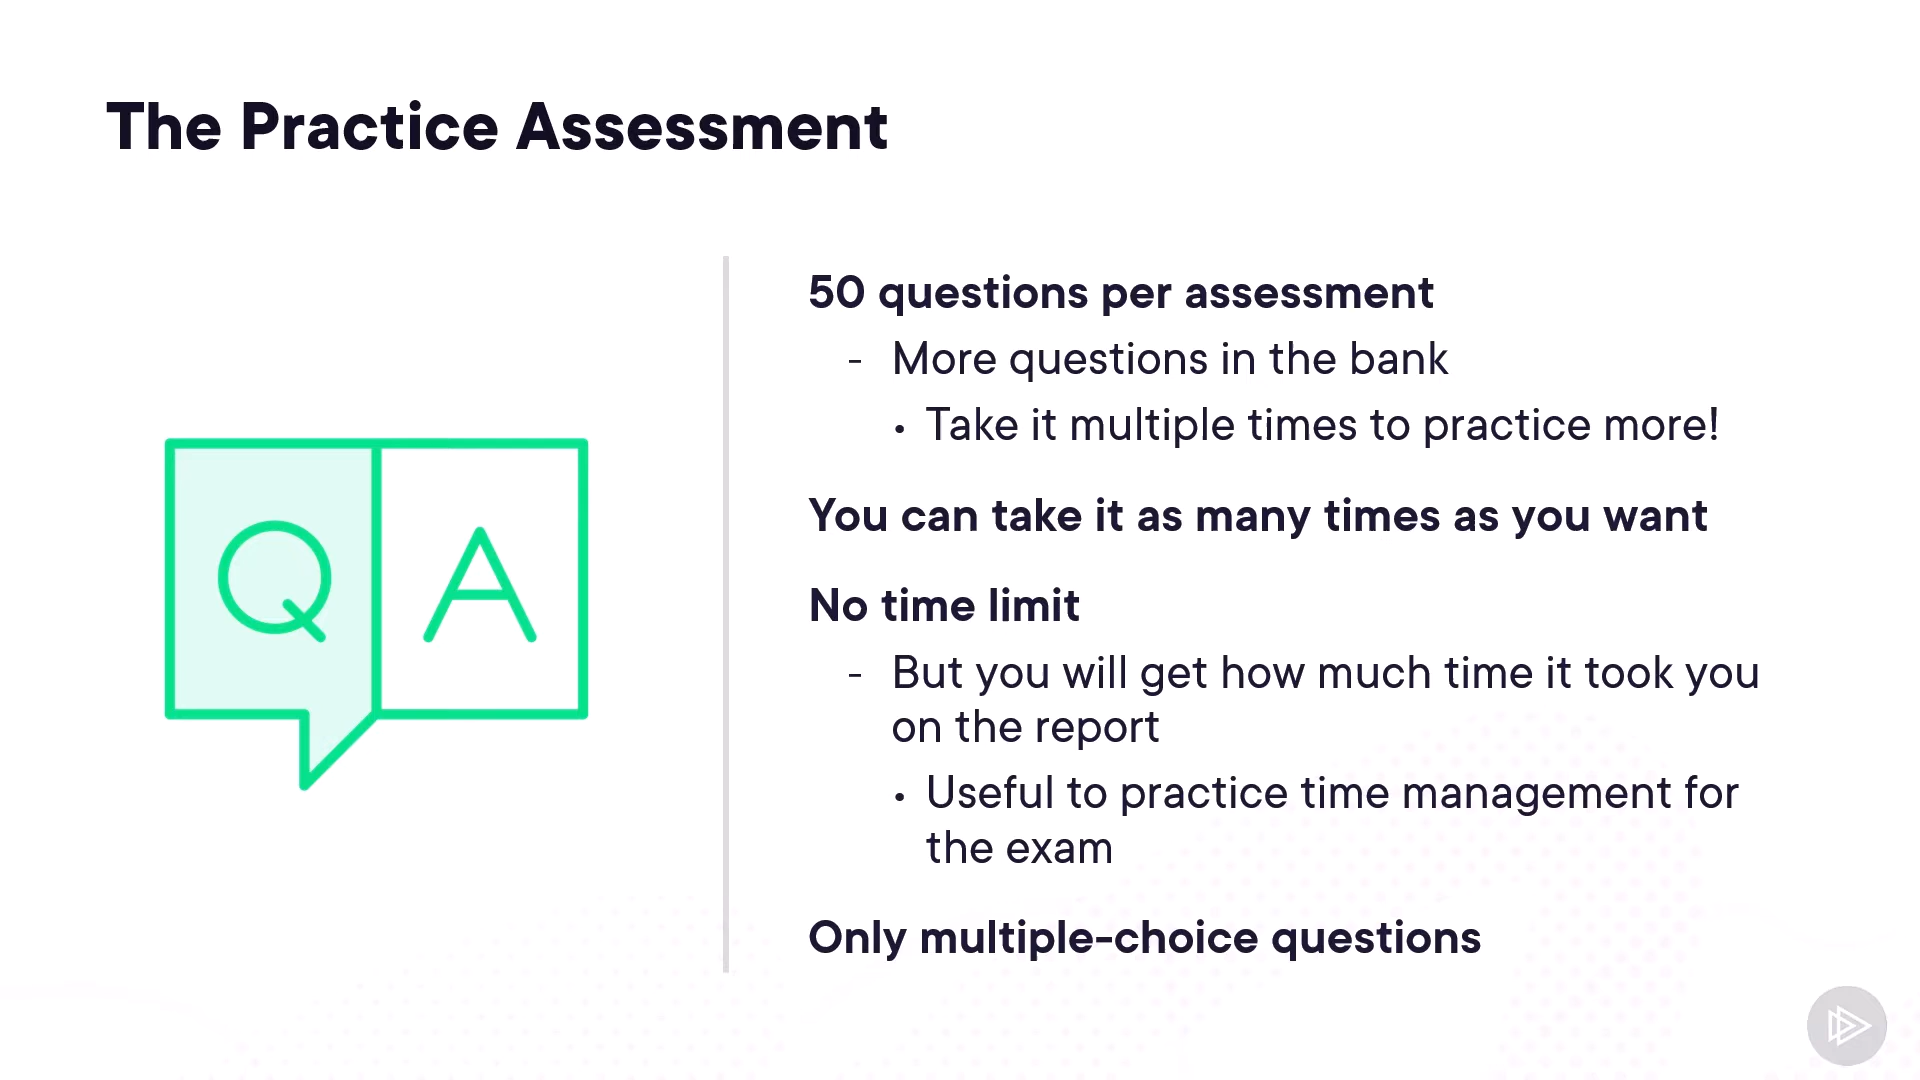 The Practice Assessment
Q A
50 questions per assessment
- More questions in the bank
• Take it multiple times to practice more!
You can take it as many times as you want
No time limit
- But you will get how much time it took you
on the report
• Useful to practice time management for
the exam
Only multiple-choice questions